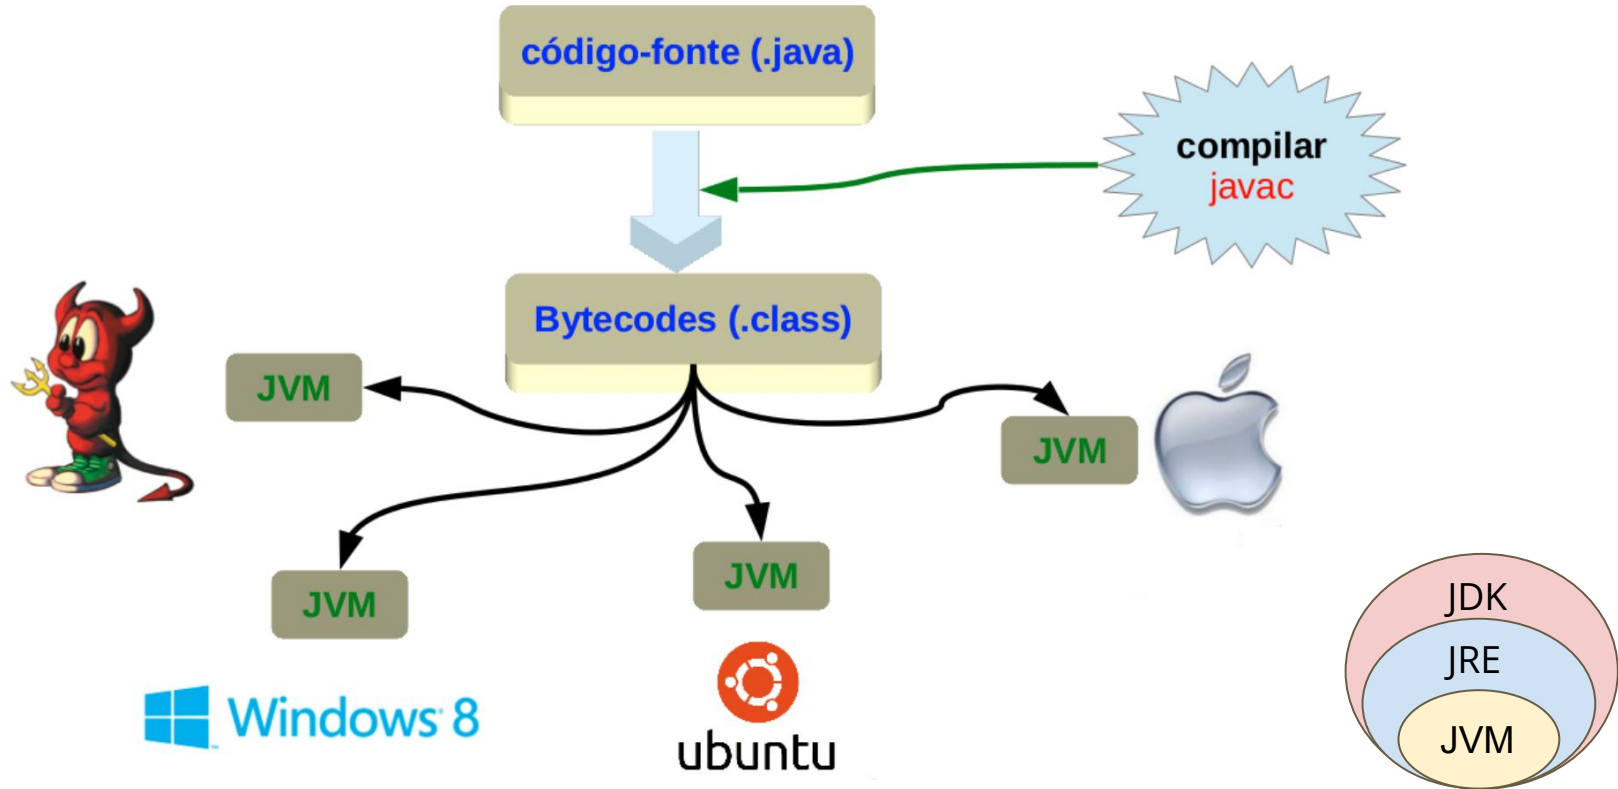 código-fonte (.java)
compilar
javac
Bytecodes (.class)
JVM
JVM
JVM
JVM
Windows 8
ubuntu
JDK
JRE
JVM